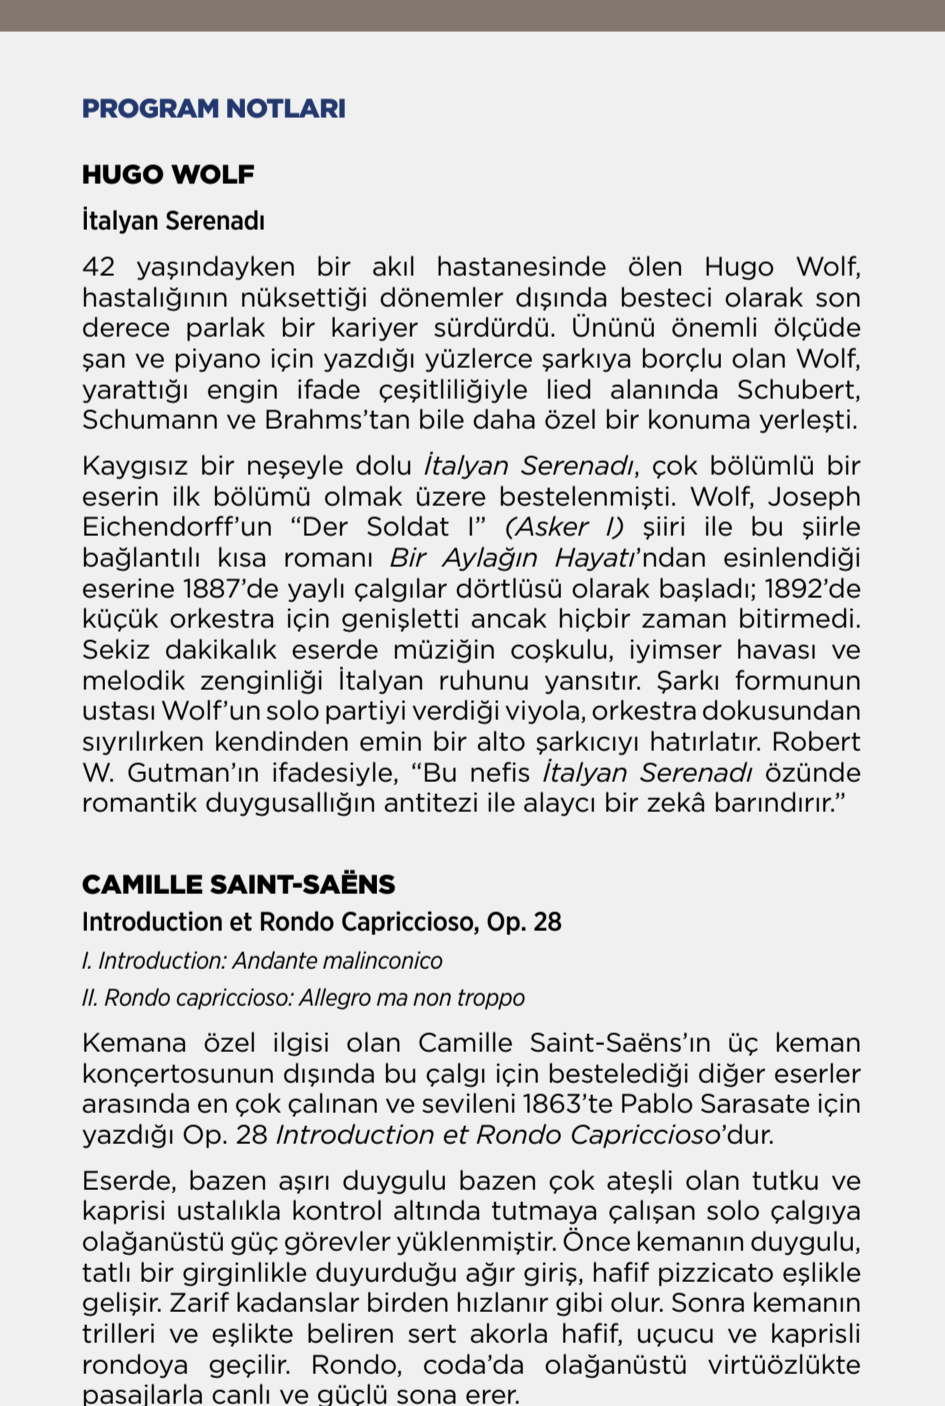 PROGRAM NOTLARI
HUGO WOLF
İtalyan Serenadı
42 yaşındayken bir akıl hastanesinde ölen Hugo Wolf,
hastalığının nüksettiği dönemler dışında besteci olarak son
derece parlak bir kariyer sürdürdü. Ününü önemli ölçüde
şan ve piyano için yazdığı yüzlerce şarkıya borçlu olan Wolf,
yarattığı engin ifade çeşitliliğiyle lied alanında Schubert,
Schumann ve Brahms’tan bile daha özel bir konuma yerleşti.
Kaygısız bir neşeyle dolu İtalyan Serenadı, çok bölümlü bir
eserin ilk bölümü olmak üzere bestelenmişti. Wolf, Joseph
Eichendorff’un “Der Soldat I” (Asker I) şiiri ile bu şiirle
bağlantılı kısa romanı Bir Aylağın Hayatı’ndan esinlendiği
eserine 1887’de yaylı çalgılar dörtlüsü olarak başladı; 1892’de
küçük orkestra için genişletti ancak hiçbir zaman bitirmedi.
Sekiz dakikalık eserde müziğin coşkulu, iyimser havası ve
melodik zenginliği İtalyan ruhunu yansıtır. Şarkı formunun
ustası Wolf’un solo partiyi verdiği viyola, orkestra dokusundan
sıyrılırken kendinden emin bir alto şarkıcıyı hatırlatır. Robert
W. Gutman’ın ifadesiyle, “Bu nefis İtalyan Serenadı özünde
romantik duygusallığın antitezi ile alaycı bir zekâ barındırır.”
CAMILLE SAINT-SAËNS
Introduction et Rondo Capriccioso, Op. 28
I. Introduction: Andante malinconico
II. Rondo capriccioso: Allegro ma non troppo
Kemana özel ilgisi olan Camille Saint-Saëns’ın üç keman
konçertosunun dışında bu çalgı için bestelediği diğer eserler
arasında en çok çalınan ve sevileni 1863’te Pablo Sarasate için
yazdığı Op. 28 Introduction et Rondo Capriccioso’dur.
Eserde, bazen aşırı duygulu bazen çok ateşli olan tutku ve
kaprisi ustalıkla kontrol altında tutmaya çalışan solo çalgıya
olağanüstü güç görevler yüklenmiştir. Önce kemanın duygulu,
tatlı bir girginlikle duyurduğu ağır giriş, hafif pizzicato eşlikle
gelişir. Zarif kadanslar birden hızlanır gibi olur. Sonra kemanın
trilleri ve eşlikte beliren sert akorla hafif, uçucu ve kaprisli
rondoya geçilir. Rondo, coda’da olağanüstü virtüözlükte
pasajlarla canlı ve güçlü sona erer.